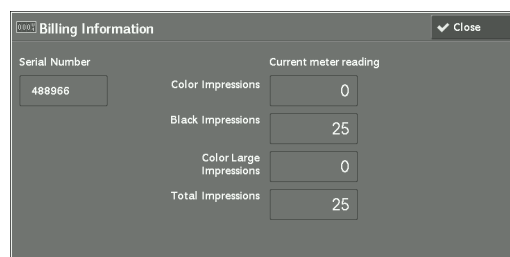 Billing Information
Close
Serial Number
Current meter reading
488966
Color Impressions
0
Black Impressions
25
Color Large
Impressions
0
Total Impressions
25